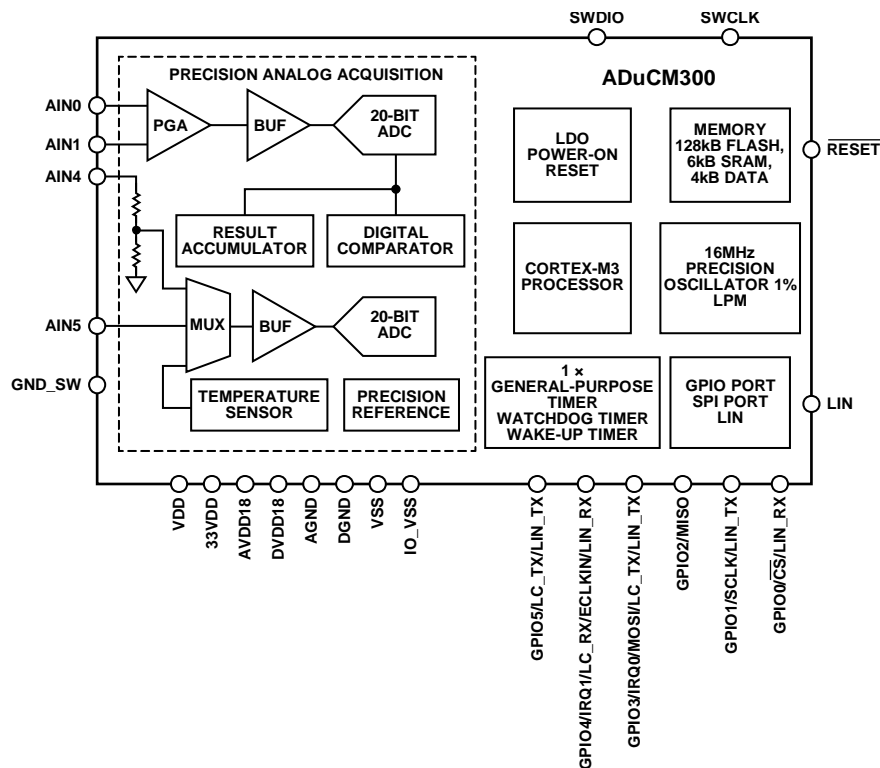 SWDIO
SWCLK
PRECISION ANALOG ACQUISITION
ADuCM300
AIN0
AIN1
AIN4
PGA
BUF
20-BIT
ADC
LDO
POWER-ON
RESET
MEMORY
128kB FLASH,
6kB SRAM,
4kB DATA
RESET
RESULT
ACCUMULATOR
DIGITAL
COMPARATOR
CORTEX-M3
PROCESSOR
16MHz
PRECISION
OSCILLATOR 1%
LPM
AIN5
MUX
BUF
20-BIT
ADC
GND_SW
TEMPERATURE
SENSOR
PRECISION
REFERENCE
1 ×
GENERAL-PURPOSE
TIMER
WATCHDOG TIMER
WAKE-UP TIMER
GPIO PORT
SPI PORT
LIN
LIN
VDD
33VDD
AVDD18
DVDD18
AGND
DGND
VSS
IO_VSS
GPIO5/LC_TX/LIN_TX
GPIO4/IRQ1/LC_RX/ECLKIN/LIN_RX
GPIO3/IRQ0/MOSI/LC_TX/LIN_TX
GPIO2/MISO
GPIO1/SCLK/LIN_TX
GPIO0/CS/LIN_RX